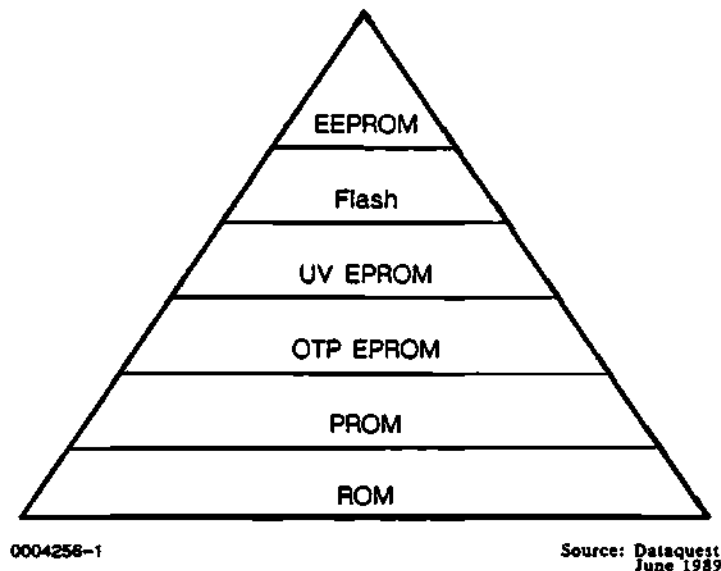 EEPROM
Flash
UV EPROM
OTP EPROM
PROM
ROM
0004256-1
Source: Dataquest
June 1989